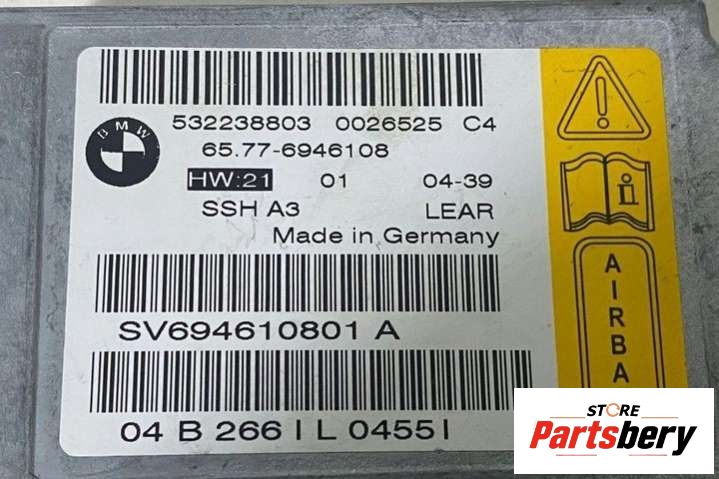 BMW
532238803 0026525 C4
65.77-6946108
HW:21 01 04-39
SSH A3 LEAR
Made in Germany
SV694610801 A
04 B 266 I L 0455I
AIRBA
STORE
Partsbery